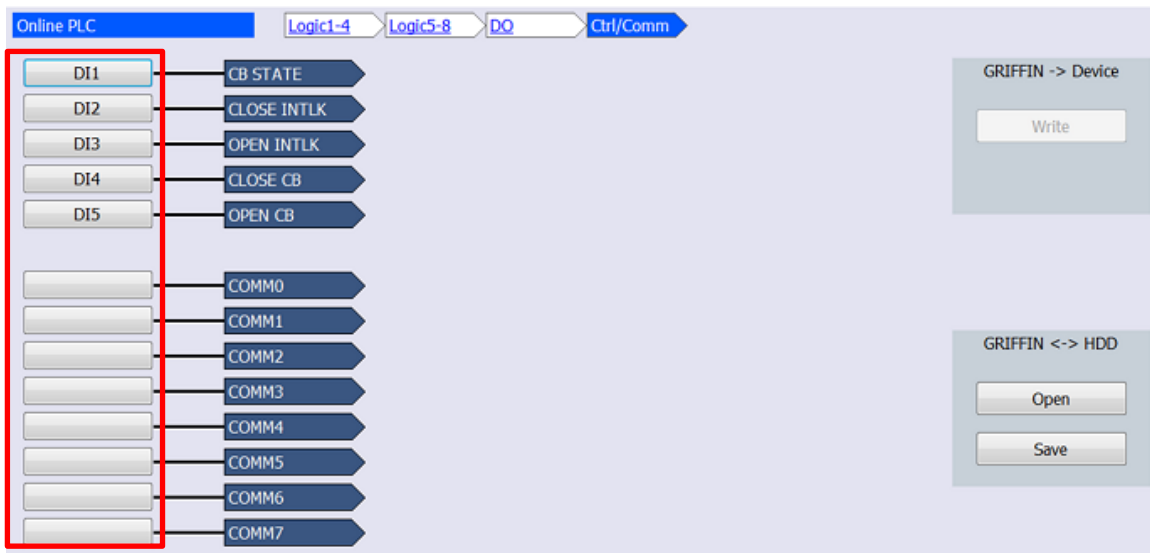 Online PLC
Logic1-4 Logic5-8 DO Ctrl/Comm
DI1 CB STATE
DI2 CLOSE INTLK
DI3 OPEN INTLK
DI4 CLOSE CB
DI5 OPEN CB
COMM0
COMM1
COMM2
COMM3
COMM4
COMM5
COMM6
COMM7
GRIFFIN -> Device
Write
GRIFFIN <-> HDD
Open
Save